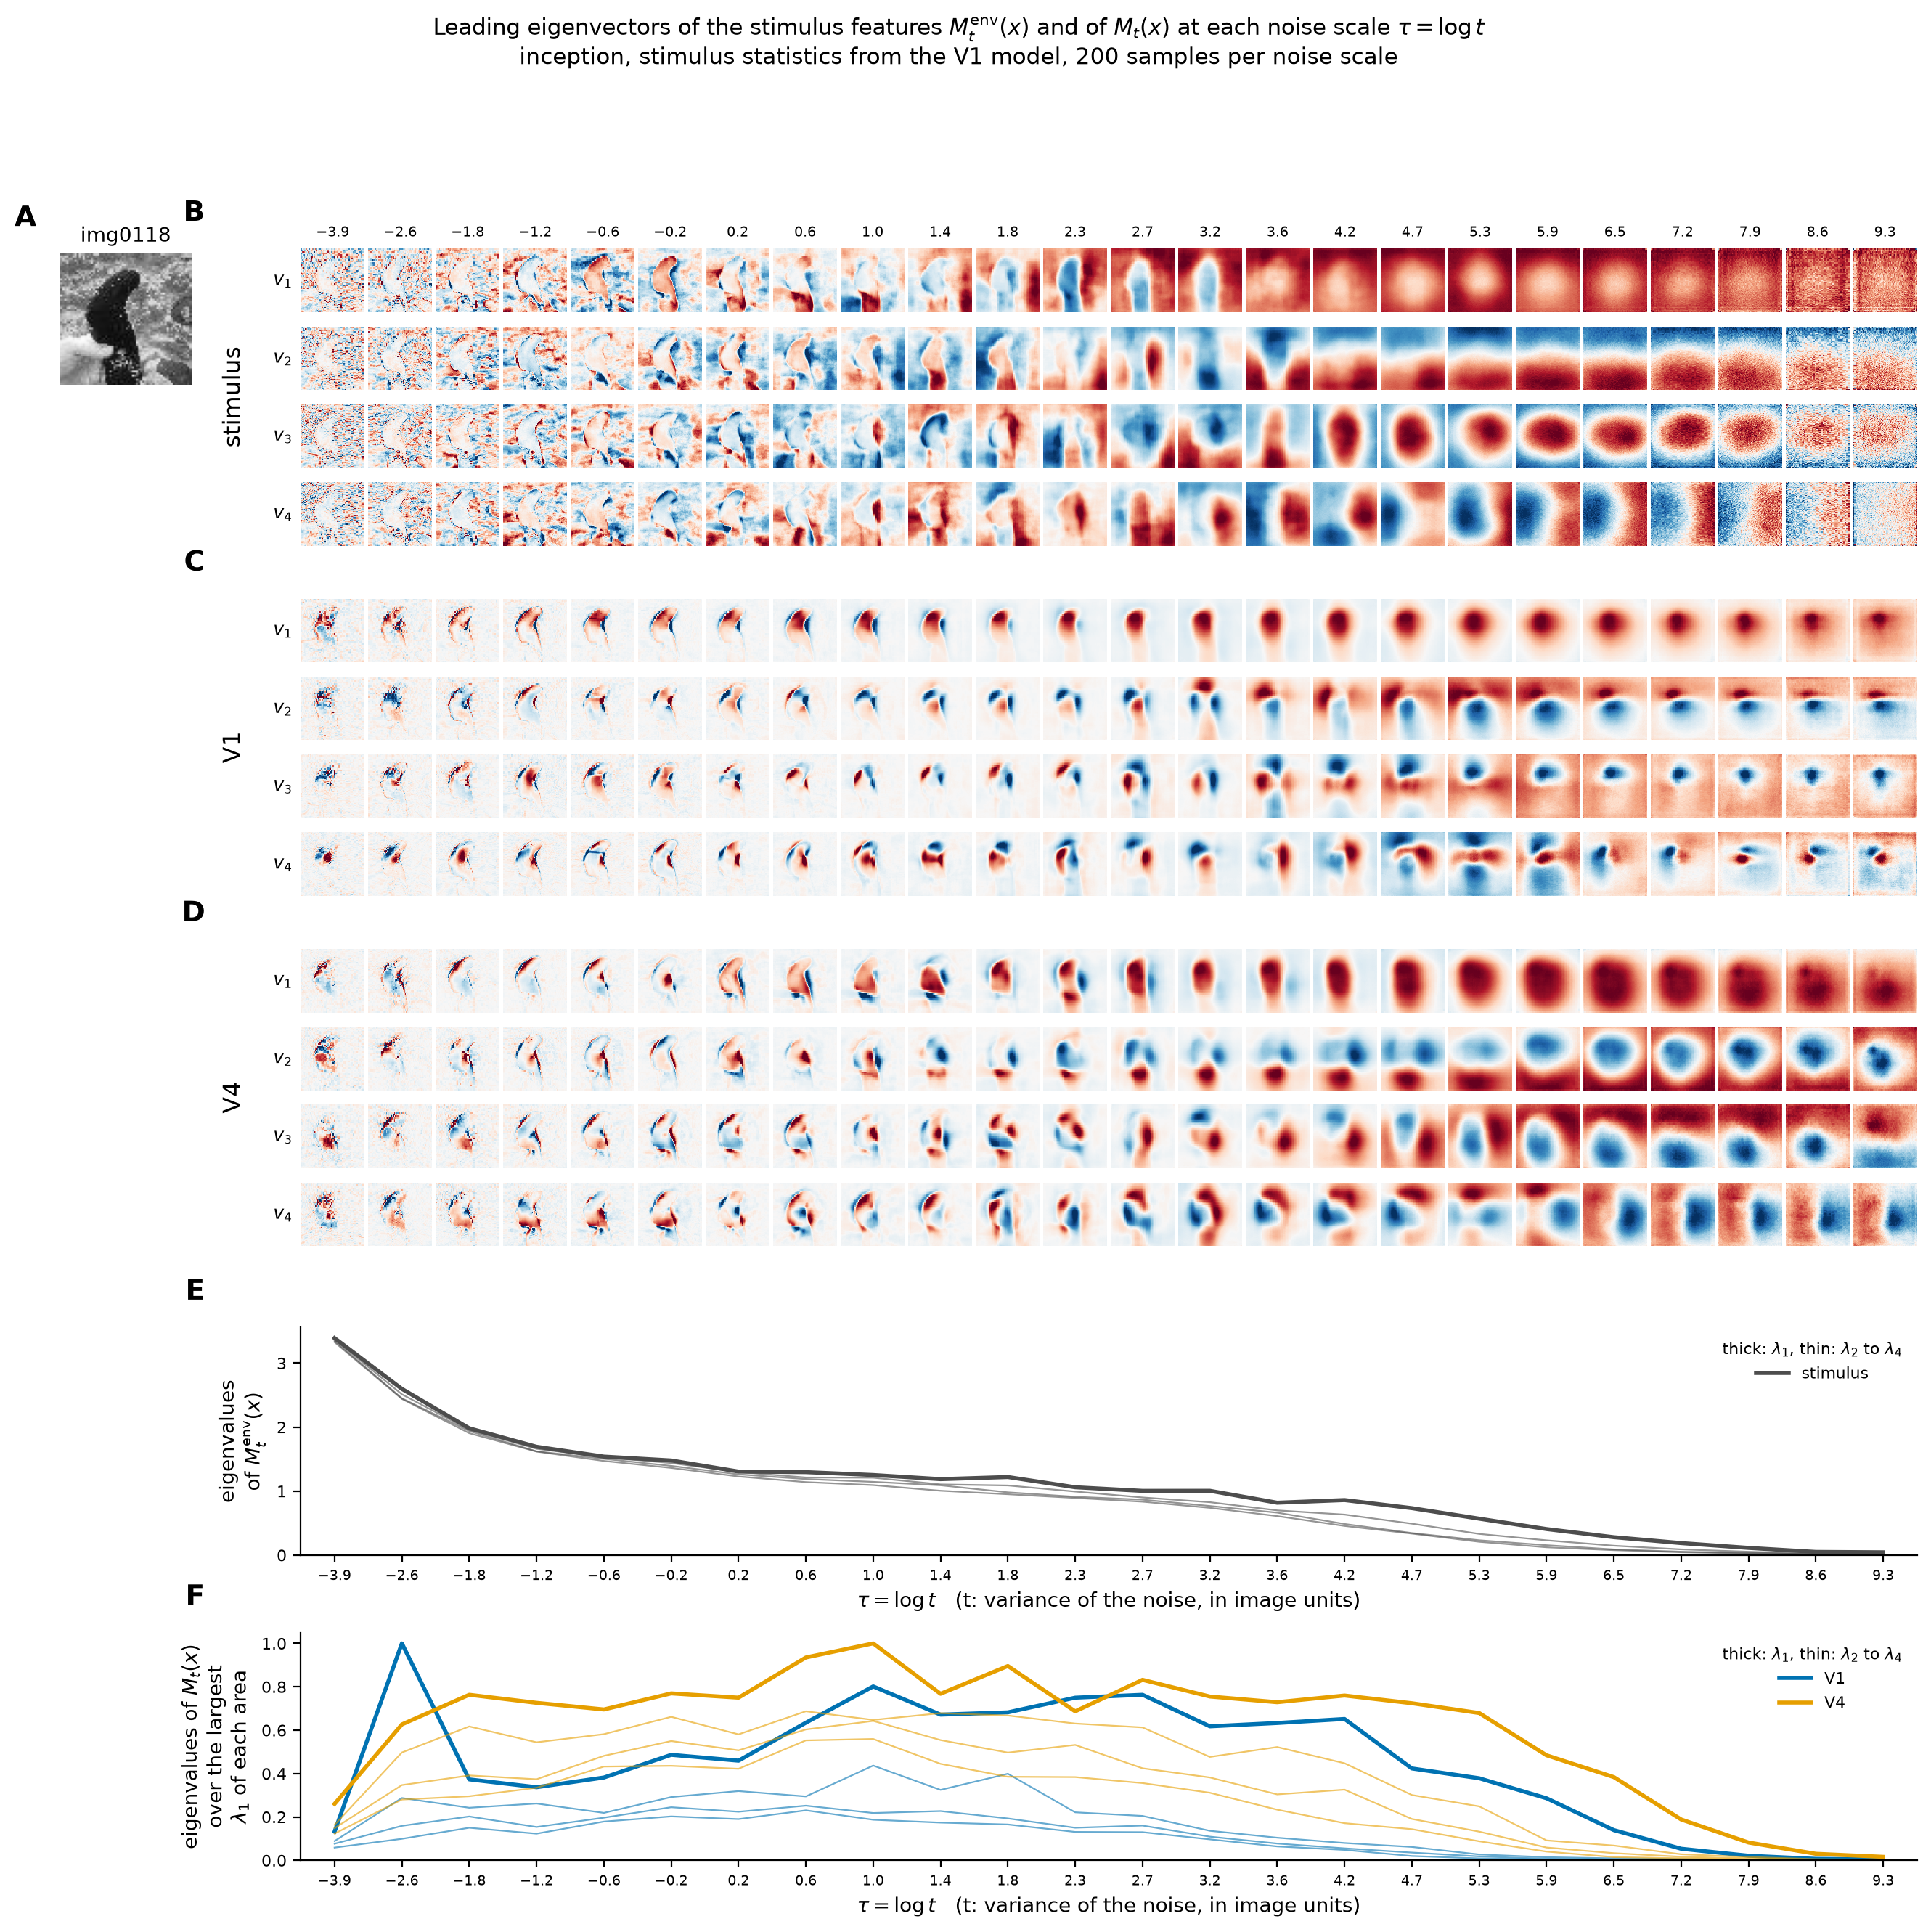 Leading eigenvectors of the stimulus features $M_t^{\mathrm{env}}(x)$ and of $M_t(x)$ at each noise scale $\tau = \log t$
inception, stimulus statistics from the V1 model, 200 samples per noise scale
A
img0118
B
−3.9 −2.6 −1.8 −1.2 −0.6 −0.2 0.2 0.6 1.0 1.4 1.8 2.3 2.7 3.2 3.6 4.2 4.7 5.3 5.9 6.5 7.2 7.9 8.6 9.3
stimulus
$v_1$
$v_2$
$v_3$
$v_4$
C
V1
$v_1$
$v_2$
$v_3$
$v_4$
D
V4
$v_1$
$v_2$
$v_3$
$v_4$
E
eigenvalues
of $M_t^{\mathrm{env}}(x)$
3
2
1
0
thick: $\lambda_1$, thin: $\lambda_2$ to $\lambda_4$
stimulus
−3.9 −2.6 −1.8 −1.2 −0.6 −0.2 0.2 0.6 1.0 1.4 1.8 2.3 2.7 3.2 3.6 4.2 4.7 5.3 5.9 6.5 7.2 7.9 8.6 9.3
$\tau = \log t$ (t: variance of the noise, in image units)
F
eigenvalues of $M_t(x)$
over the largest
$\lambda_1$ of each area
1.0
0.8
0.6
0.4
0.2
0.0
thick: $\lambda_1$, thin: $\lambda_2$ to $\lambda_4$
V1
V4
−3.9 −2.6 −1.8 −1.2 −0.6 −0.2 0.2 0.6 1.0 1.4 1.8 2.3 2.7 3.2 3.6 4.2 4.7 5.3 5.9 6.5 7.2 7.9 8.6 9.3
$\tau = \log t$ (t: variance of the noise, in image units)